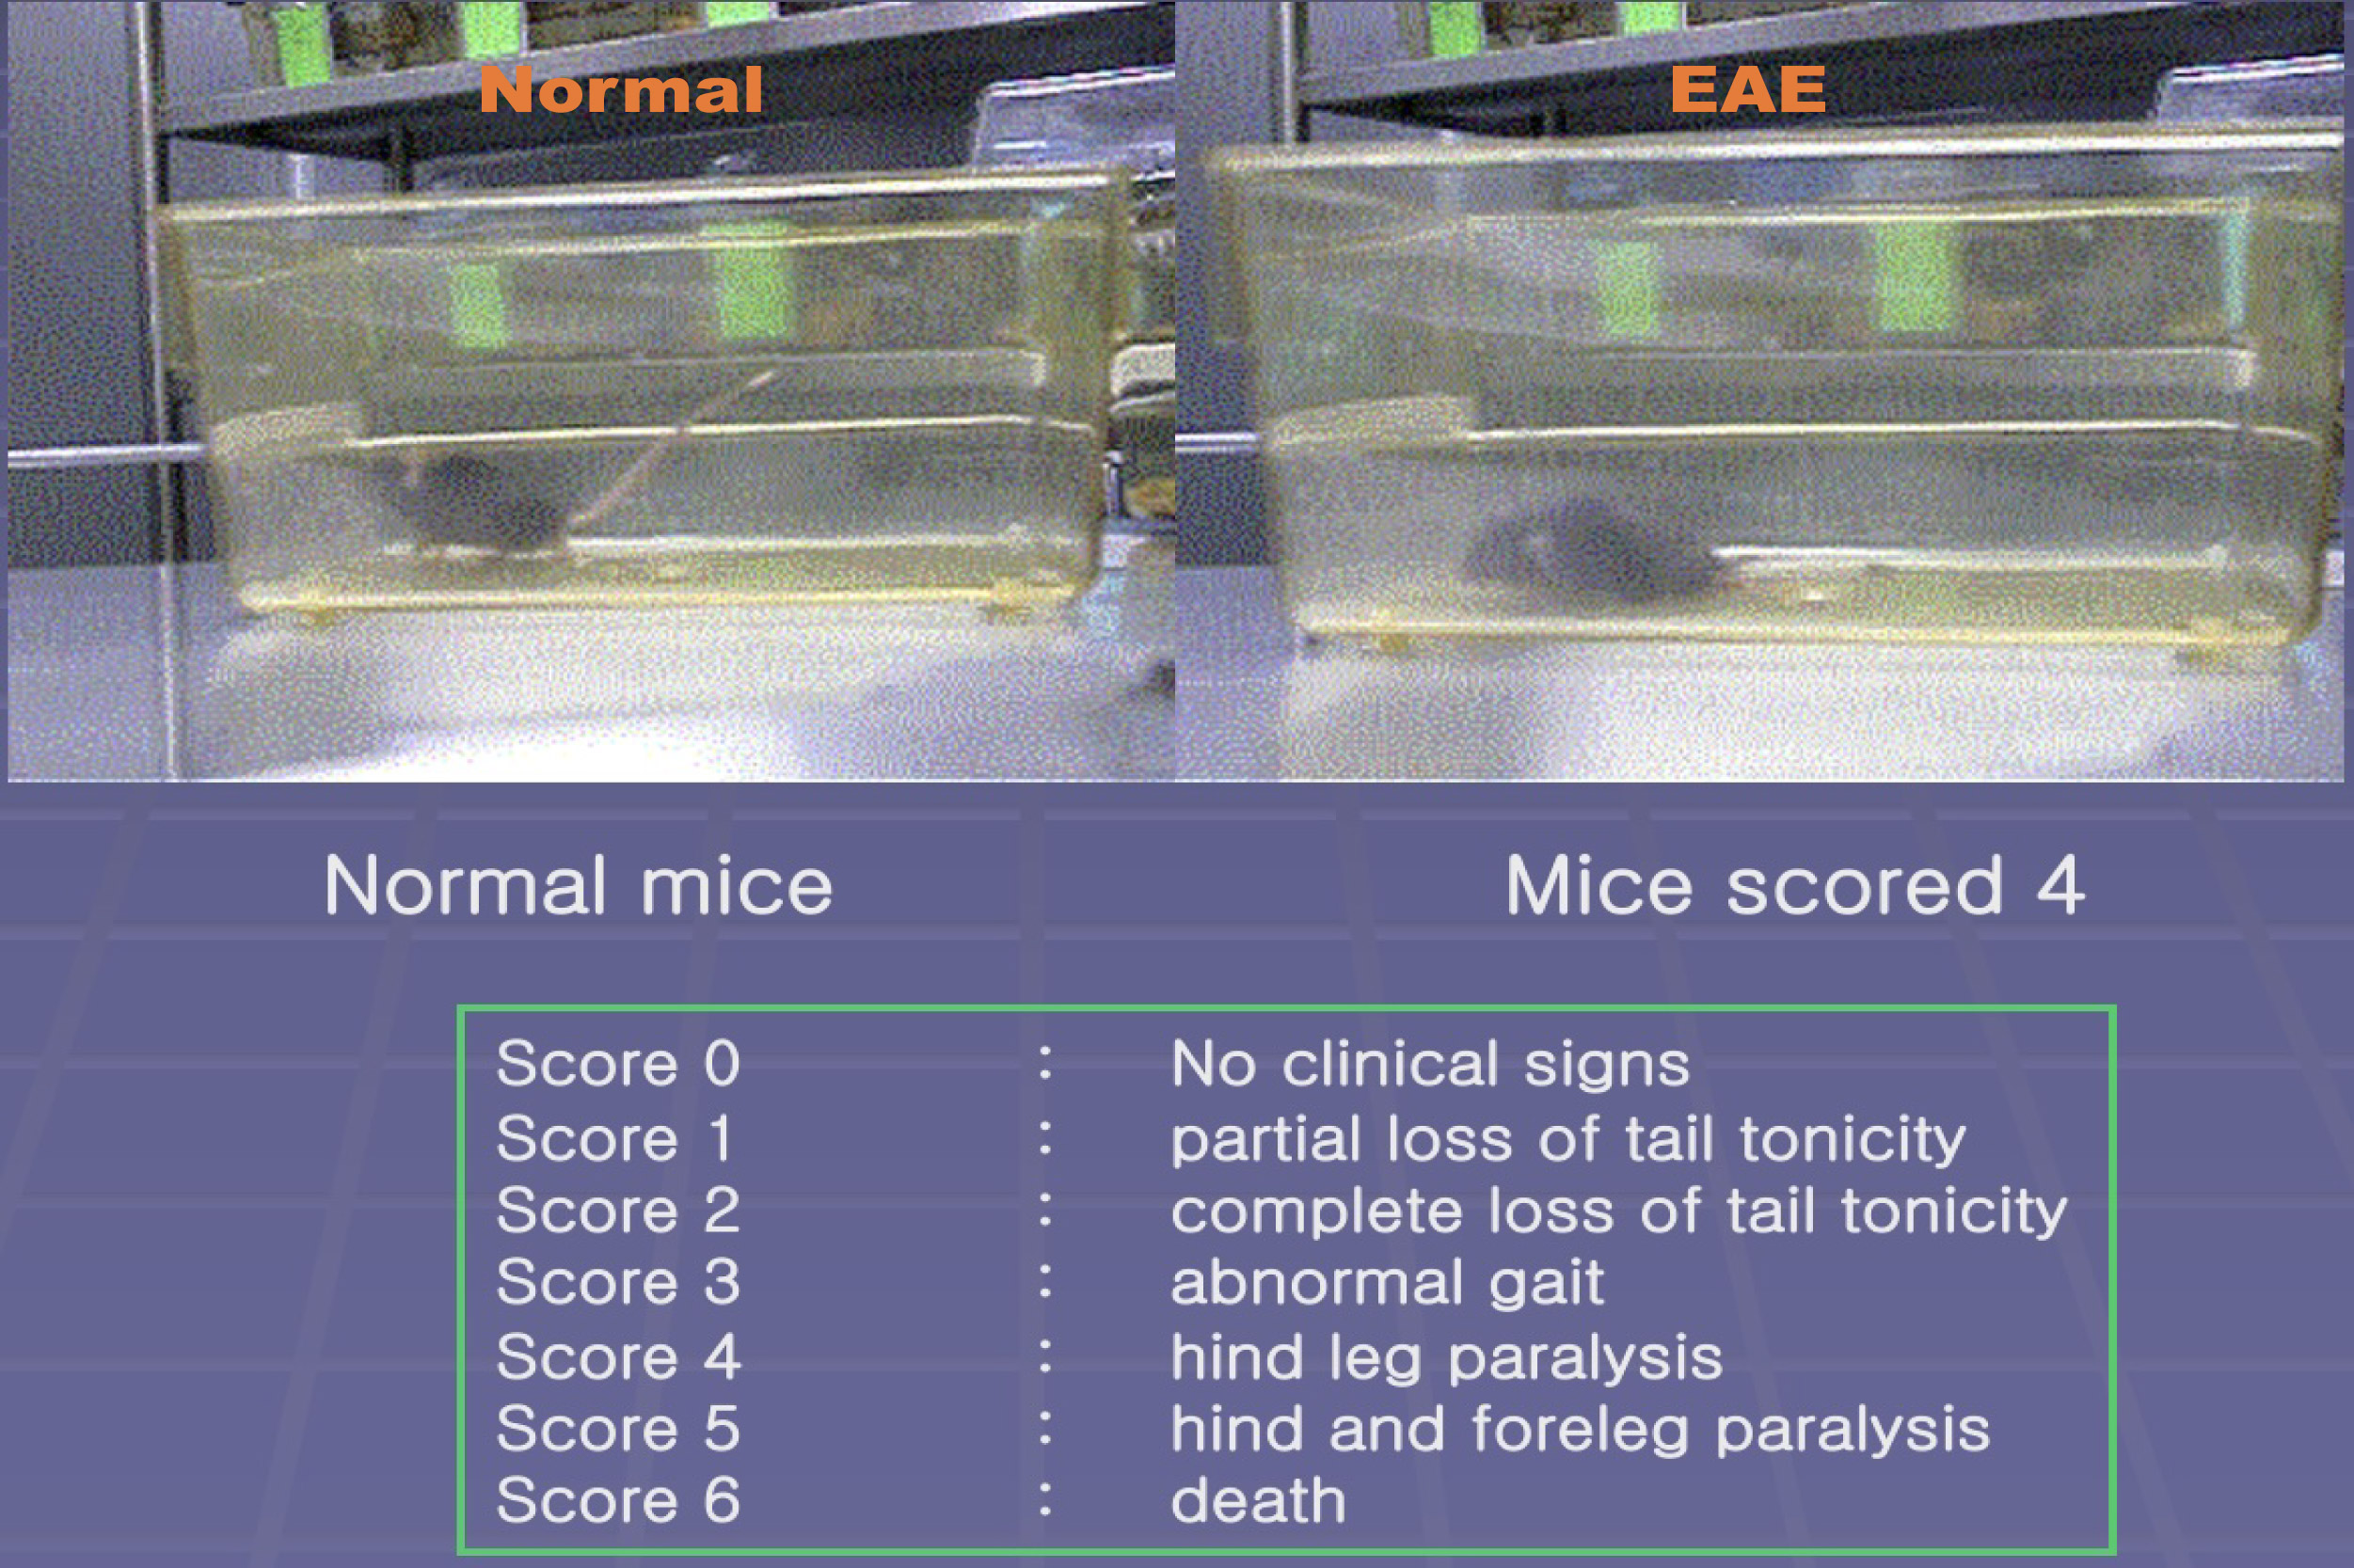 Normal
EAE
Normal mice
Mice scored 4
Score 0 : No clinical signs
Score 1 : partial loss of tail tonicity
Score 2 : complete loss of tail tonicity
Score 3 : abnormal gait
Score 4 : hind leg paralysis
Score 5 : hind and foreleg paralysis
Score 6 : death